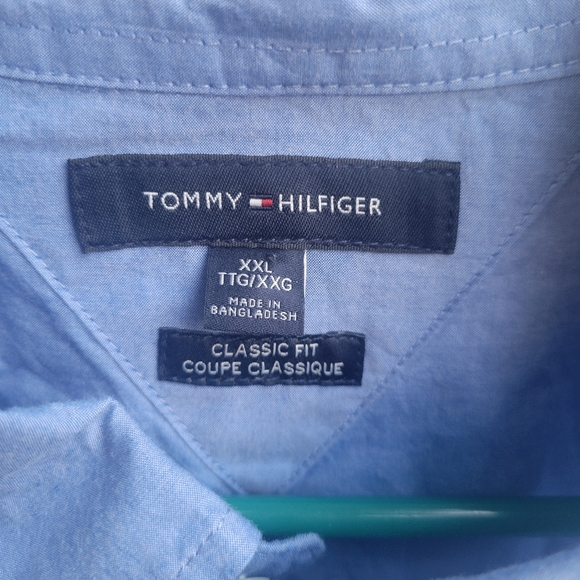 TOMMY HILFIGER
XXL
TTG/XXG
MADE IN
BANGLADESH
CLASSIC FIT
COUPE CLASSIQUE